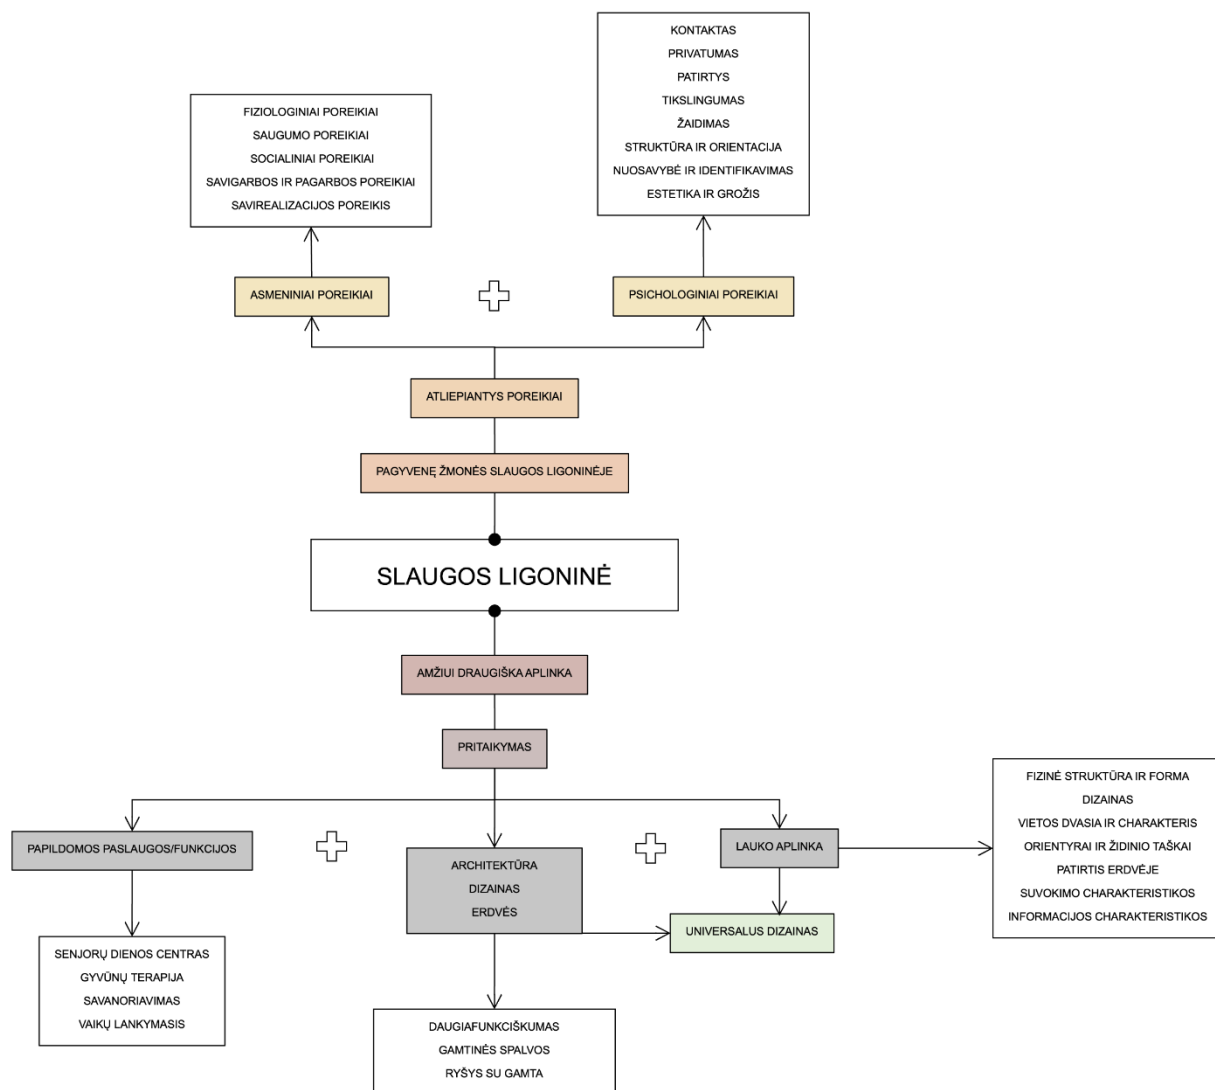 KONTAKTAS
PRIVATUMAS
PATIRTYS
TIKSLINGUMAS
ŽAIDIMAS
STRUKTŪRA IR ORIENTACIJA
NUOSAVYBĖ IR IDENTIFIKAVIMAS
ESTETIKA IR GROŽIS
FIZIOLOGINIAI POREIKIAI
SAUGUMO POREIKIAI
SOCIALINIAI POREIKIAI
SAVIGARBOS IR PAGARBOS POREIKIAI
SAVIREALIZACIJOS POREIKIS
ASMENINIAI POREIKIAI
PSICHOLOGINIAI POREIKIAI
ATLIEPIANTYS POREIKIAI
PAGYVENĘ ŽMONĖS SLAUGOS LIGONINĖJE
SLAUGOS LIGONINĖ
AMŽIUI DRAUGIŠKA APLINKA
PRITAIKYMAS
PAPILDOMOS PASLAUGOS/FUNKCIJOS
ARCHITEKTŪRA
DIZAINAS
ERDVĖS
LAUKO APLINKA
FIZINĖ STRUKTŪRA IR FORMA
DIZAINAS
VIETOS DVASIA IR CHARAKTERIS
ORIENTYRAI IR ŽIDINIO TAŠKAI
PATIRTIS ERDVĖJE
SUVOKIMO CHARAKTERISTIKOS
INFORMACIJOS CHARAKTERISTIKOS
UNIVERSALUS DIZAINAS
SENJORŲ DIENOS CENTRAS
GYVŪNŲ TERAPIJA
SAVANORIAVIMAS
VAIKŲ LANKYMASIS
DAUGIAFUNKCIŠKUMAS
GAMTINĖS SPALVOS
RYŠYS SU GAMTA